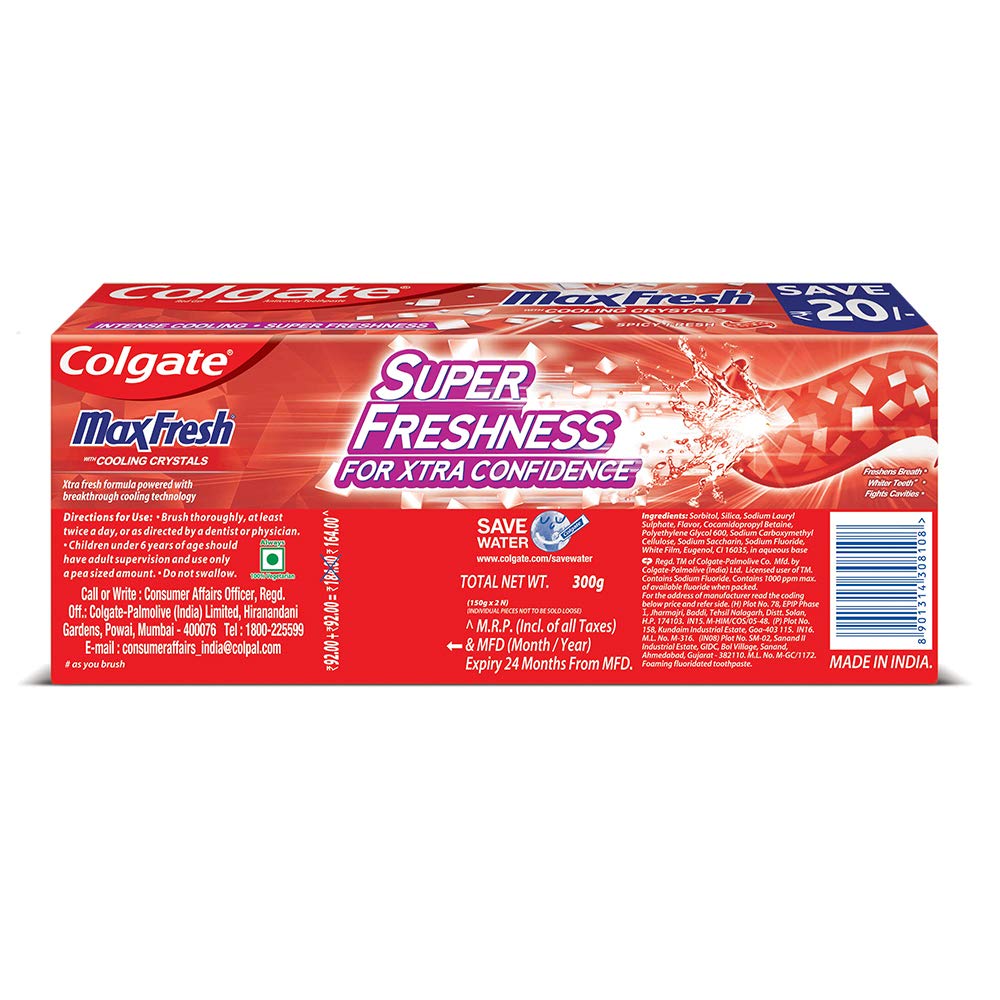 Colgate®
Red Gel
Anticavity Toothpaste
MaxFresh
WITH COOLING CRYSTALS
SAVE
₹ 20/-
INTENSE COOLING • SUPER FRESHNESS
SPICY FRESH
Colgate®
MaxFresh®
WITH COOLING CRYSTALS
Xtra fresh formula powered with
breakthrough cooling technology
SUPER
FRESHNESS
FOR XTRA CONFIDENCE
Freshens Breath •
Whiter Teeth# •
Fights Cavities •
Directions for Use: • Brush thoroughly, at least
twice a day, or as directed by a dentist or physician.
• Children under 6 years of age should
have adult supervision and use only
a pea sized amount. • Do not swallow.
Always
100% Vegetarian
Call or Write : Consumer Affairs Officer, Regd.
Off.: Colgate-Palmolive (India) Limited, Hiranandani
Gardens, Powai, Mumbai - 400076 Tel : 1800-225599
E-mail : consumeraffairs_india@colpal.com
# as you brush
₹92.00 + ₹92.00 = ₹184.00 ₹164.00 ^
SAVE
WATER
Colgate
www.colgate.com/savewater
TOTAL NET WT. 300g
(150g x 2 N)
(INDIVIDUAL PIECES NOT TO BE SOLD LOOSE)
^ M.R.P. (Incl. of all Taxes)
← & MFD (Month / Year)
Expiry 24 Months From MFD.
Ingredients: Sorbitol, Silica, Sodium Lauryl
Sulphate, Flavor, Cocamidopropyl Betaine,
Polyethylene Glycol 600, Sodium Carboxymethyl
Cellulose, Sodium Saccharin, Sodium Fluoride,
White Film, Eugenol, CI 16035, in aqueous base
CP Regd. TM of Colgate-Palmolive Co. Mfd. by
Colgate-Palmolive (India) Ltd. Licensed user of TM.
Contains Sodium Fluoride. Contains 1000 ppm max.
of available fluoride when packed.
For the address of manufacturer read the coding
below price and refer side. (H) Plot No. 78, EPIP Phase
1, Jharmajri, Baddi, Tehsil Nalagarh, Distt. Solan,
H.P. 174103. IN15. M-HIM/COS/05-48. (P) Plot No.
158, Kundaim Industrial Estate, Goa-403 115. IN16.
M.L. No. M-316. (IN08) Plot No. SM-02, Sanand II
Industrial Estate, GIDC, Bol Village, Sanand,
Ahmedabad, Gujarat - 382110. M.L. No. M-GC/1172.
Foaming fluoridated toothpaste.
8 901314 308108 >
MADE IN INDIA.